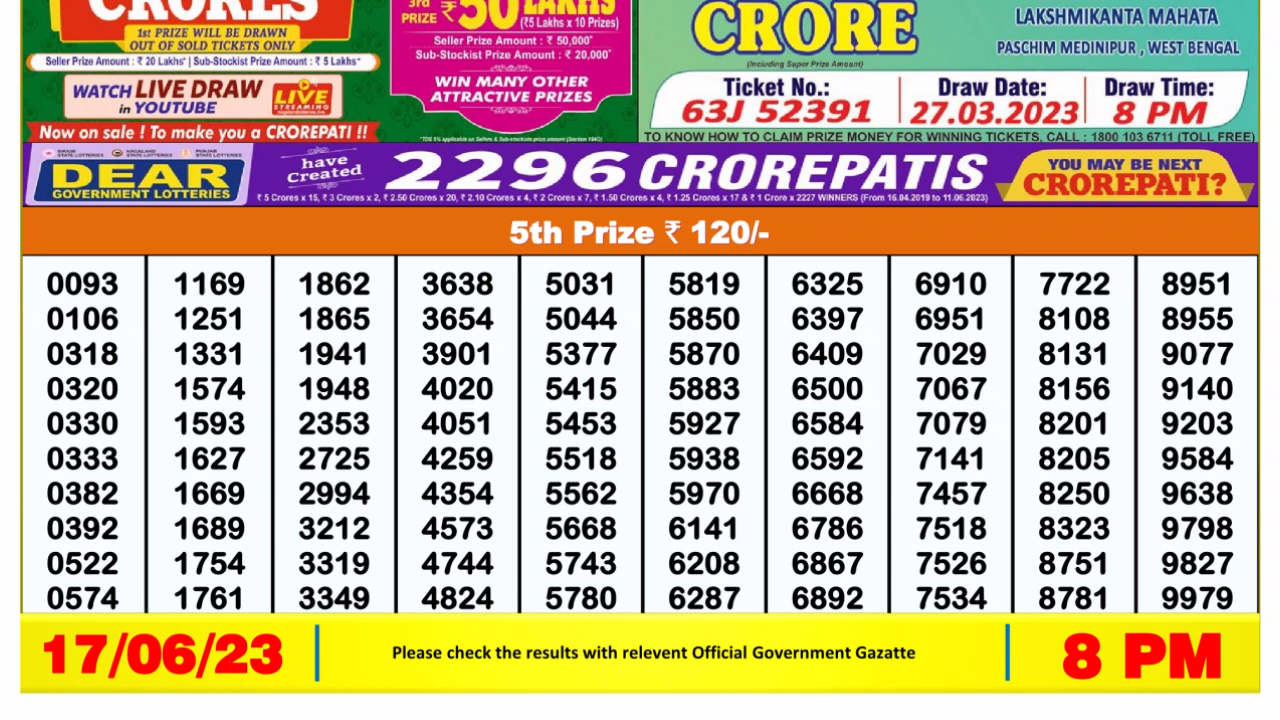 CRORES
1st PRIZE WILL BE DRAWN
OUT OF SOLD TICKETS ONLY
Seller Prize Amount : ₹ 20 Lakhs* | Sub-Stockist Prize Amount : ₹ 5 Lakhs*
WATCH LIVE DRAW
in YOUTUBE
LIVE
STREAMING
Now on sale ! To make you a CROREPATI !!
3rd
PRIZE ₹50 LAKHS
(₹5 Lakhs x 10 Prizes)
Seller Prize Amount : ₹ 50,000*
Sub-Stockist Prize Amount : ₹ 20,000*
WIN MANY OTHER
ATTRACTIVE PRIZES
CRORE
(Including Super Prize Amount)
LAKSHMIKANTA MAHATA
PASCHIM MEDINIPUR , WEST BENGAL
Ticket No.: Draw Date: Draw Time:
63J 52391 27.03.2023 8 PM
TO KNOW HOW TO CLAIM PRIZE MONEY FOR WINNING TICKETS, CALL : 1800 103 6711 (TOLL FREE)
DEAR
GOVERNMENT LOTTERIES
have
Created
2296 CROREPATIS
₹ 5 Crores x 15, ₹ 3 Crores x 2, ₹ 2.50 Crores x 20, ₹ 2.10 Crores x 4, ₹ 2 Crores x 7, ₹ 1.50 Crores x 4, ₹ 1.25 Crores x 17 & ₹ 1 Crore x 2227 WINNERS (From 16.04.2019 to 11.06.2023)
YOU MAY BE NEXT
CROREPATI?
5th Prize ₹ 120/-
0093 1169 1862 3638 5031 5819 6325 6910 7722 8951
0106 1251 1865 3654 5044 5850 6397 6951 8108 8955
0318 1331 1941 3901 5377 5870 6409 7029 8131 9077
0320 1574 1948 4020 5415 5883 6500 7067 8156 9140
0330 1593 2353 4051 5453 5927 6584 7079 8201 9203
0333 1627 2725 4259 5518 5938 6592 7141 8205 9584
0382 1669 2994 4354 5562 5970 6668 7457 8250 9638
0392 1689 3212 4573 5668 6141 6786 7518 8323 9798
0522 1754 3319 4744 5743 6208 6867 7526 8751 9827
0574 1761 3349 4824 5780 6287 6892 7534 8781 9979
17/06/23
Please check the results with relevent Official Government Gazatte
8 PM